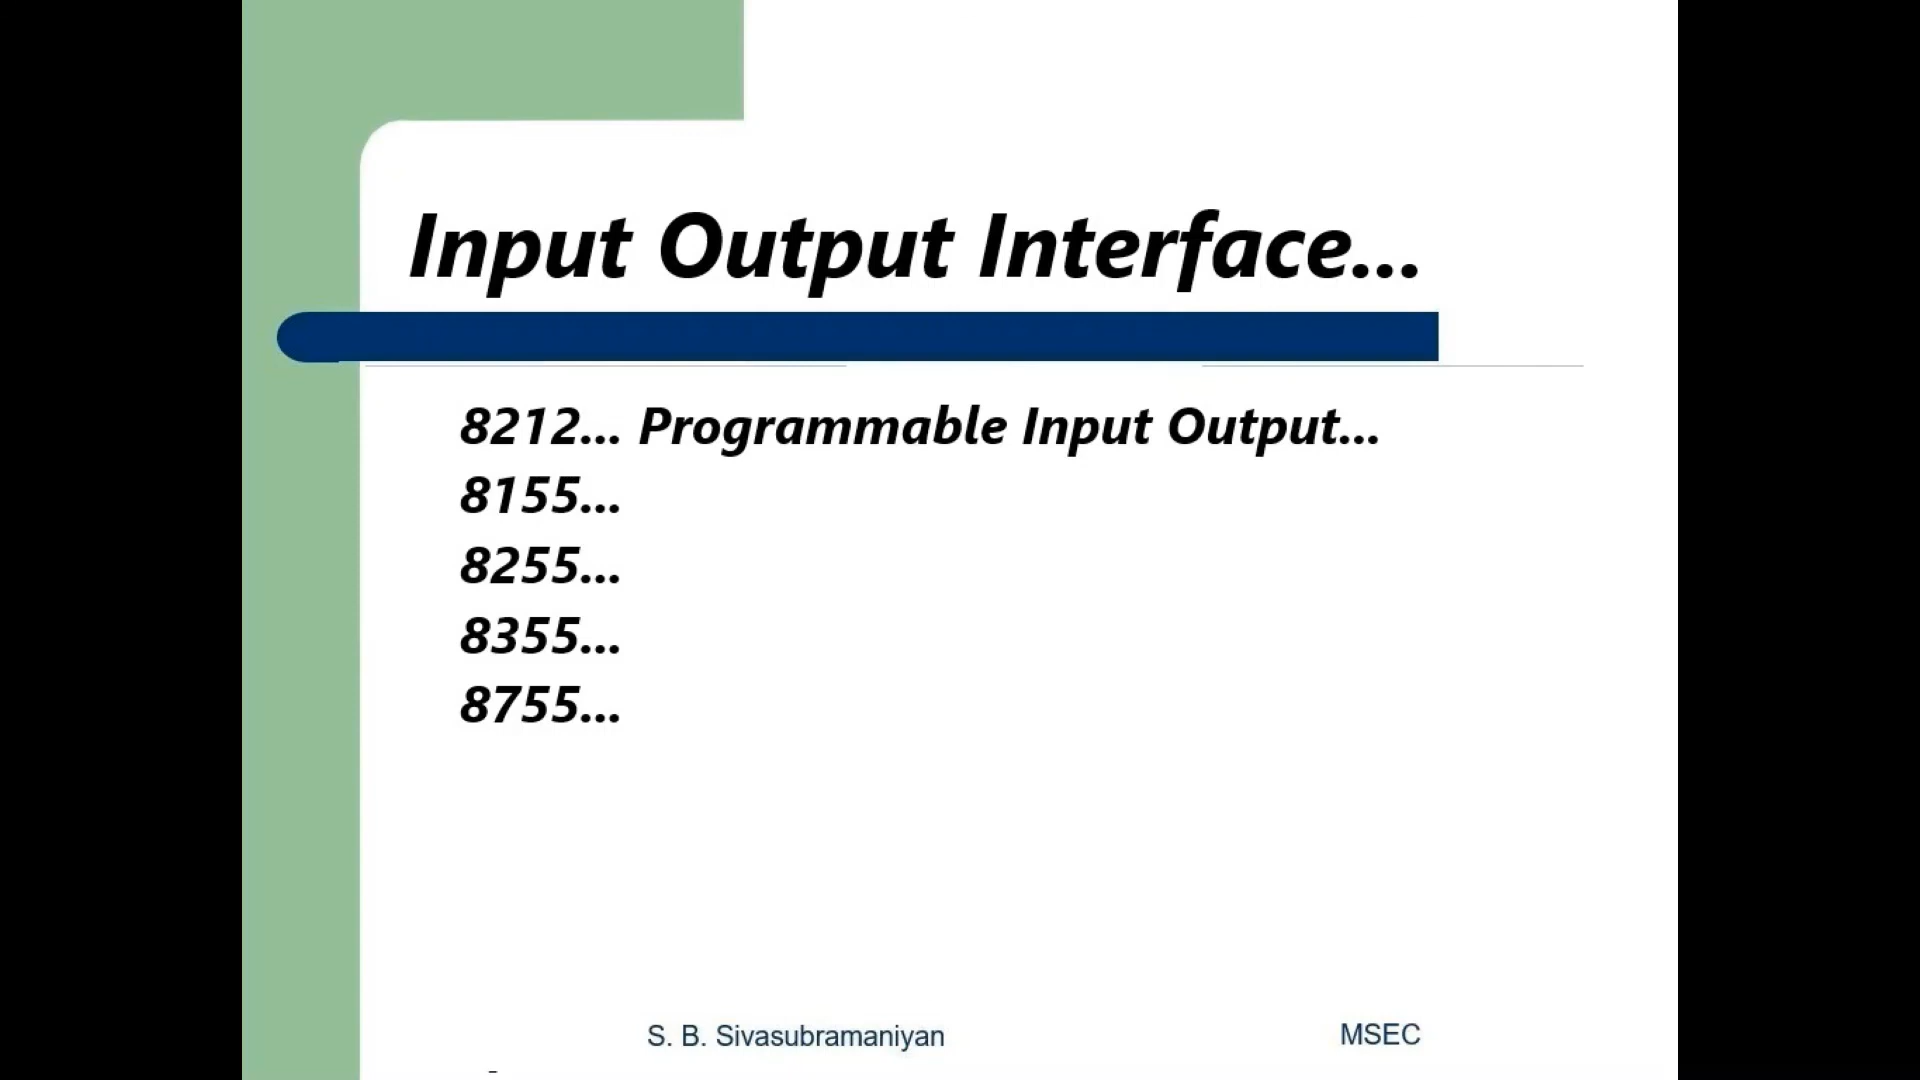 Input Output Interface...
8212... Programmable Input Output...
8155...
8255...
8355...
8755...
S. B. Sivasubramaniyan MSEC